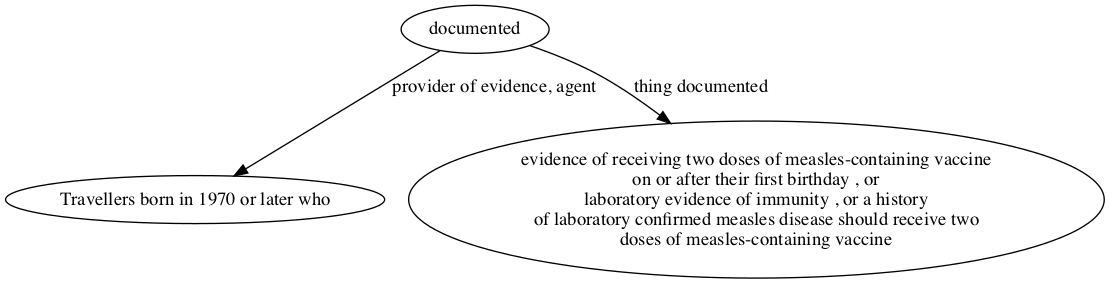 documented
provider of evidence, agent
thing documented
Travellers born in 1970 or later who
evidence of receiving two doses of measles-containing vaccine
on or after their first birthday , or
laboratory evidence of immunity , or a history
of laboratory confirmed measles disease should receive two
doses of measles-containing vaccine